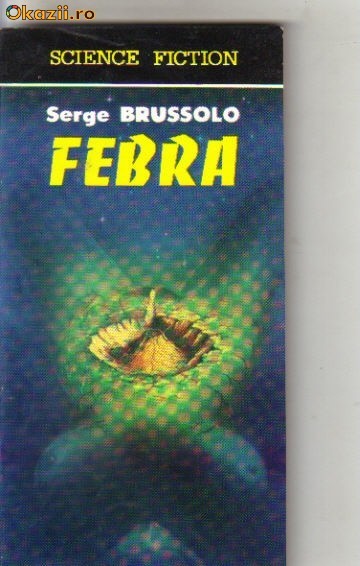 Okazii.ro
SCIENCE FICTION
Serge BRUSSOLO
FEBRA